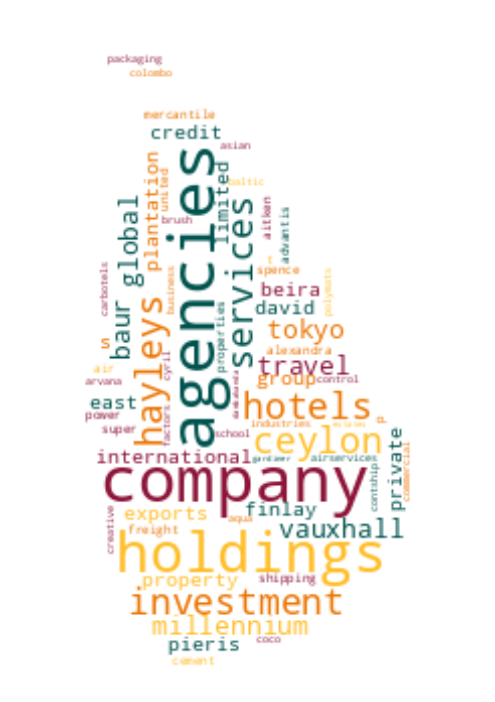 packaging
colombo
mercantile
credit
asian
agencies
limited
baltic
plantation
united
brush
global
services
aitken
advantis
t
spence
polymats
carbotels
business
beira
david
properties
baur
hayleys
s
tokyo
alexandra
travel
cyril
air
arvana
group
control
east
power
super
factors
hotels
p
industries
school
ceylon
private
commercial
international
gardiner
airservices
company
contship
creative
exports
finlay
aqua
freight
vauxhall
holdings
property
shipping
investment
millennium
pieris
coco
cement